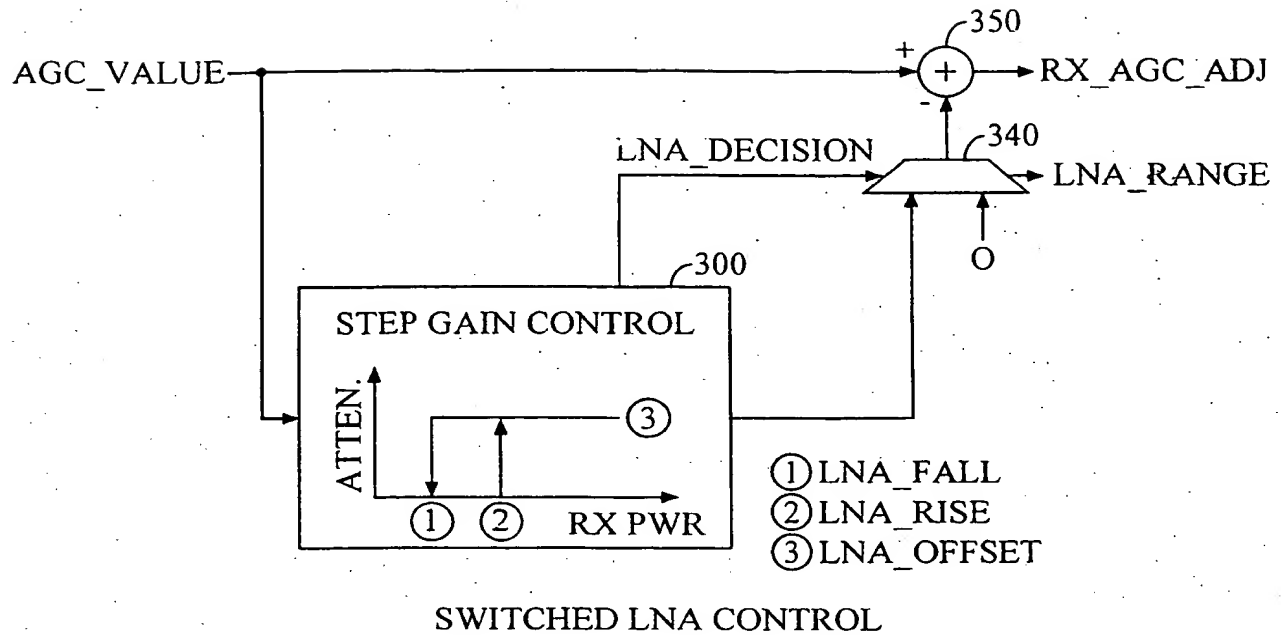 350
AGC_VALUE
+
+
-
RX_AGC_ADJ
LNA_DECISION
340
LNA_RANGE
O
300
STEP GAIN CONTROL
ATTEN.
3
1
2
RX PWR
1 LNA_FALL
2 LNA_RISE
3 LNA_OFFSET
SWITCHED LNA CONTROL